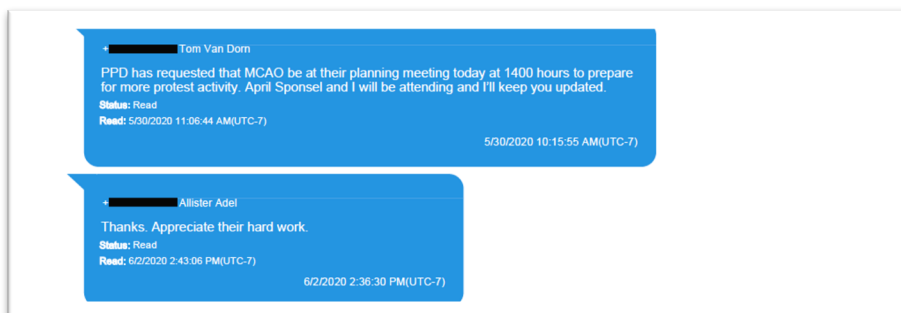 + Tom Van Dorn
PPD has requested that MCAO be at their planning meeting today at 1400 hours to prepare
for more protest activity. April Sponsel and I will be attending and I'll keep you updated.
Status: Read
Read: 5/30/2020 11:06:44 AM(UTC-7)
5/30/2020 10:15:55 AM(UTC-7)
+ Allister Adel
Thanks. Appreciate their hard work.
Status: Read
Read: 6/2/2020 2:43:06 PM(UTC-7)
6/2/2020 2:36:30 PM(UTC-7)